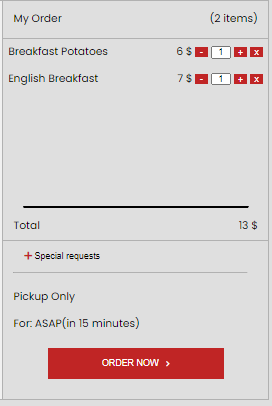 My Order (2 items)
Breakfast Potatoes 6 $ - 1 + x
English Breakfast 7 $ - 1 + x
Total 13 $
+ Special requests
Pickup Only
For: ASAP(in 15 minutes)
ORDER NOW >